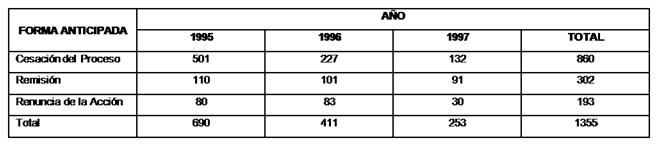 FORMA ANTICIPADA
AÑO
1995 1996 1997 TOTAL
Cesación del Proceso 501 227 132 860
Remisión 110 101 91 302
Renuncia de la Acción 80 83 30 193
Total 690 411 253 1355